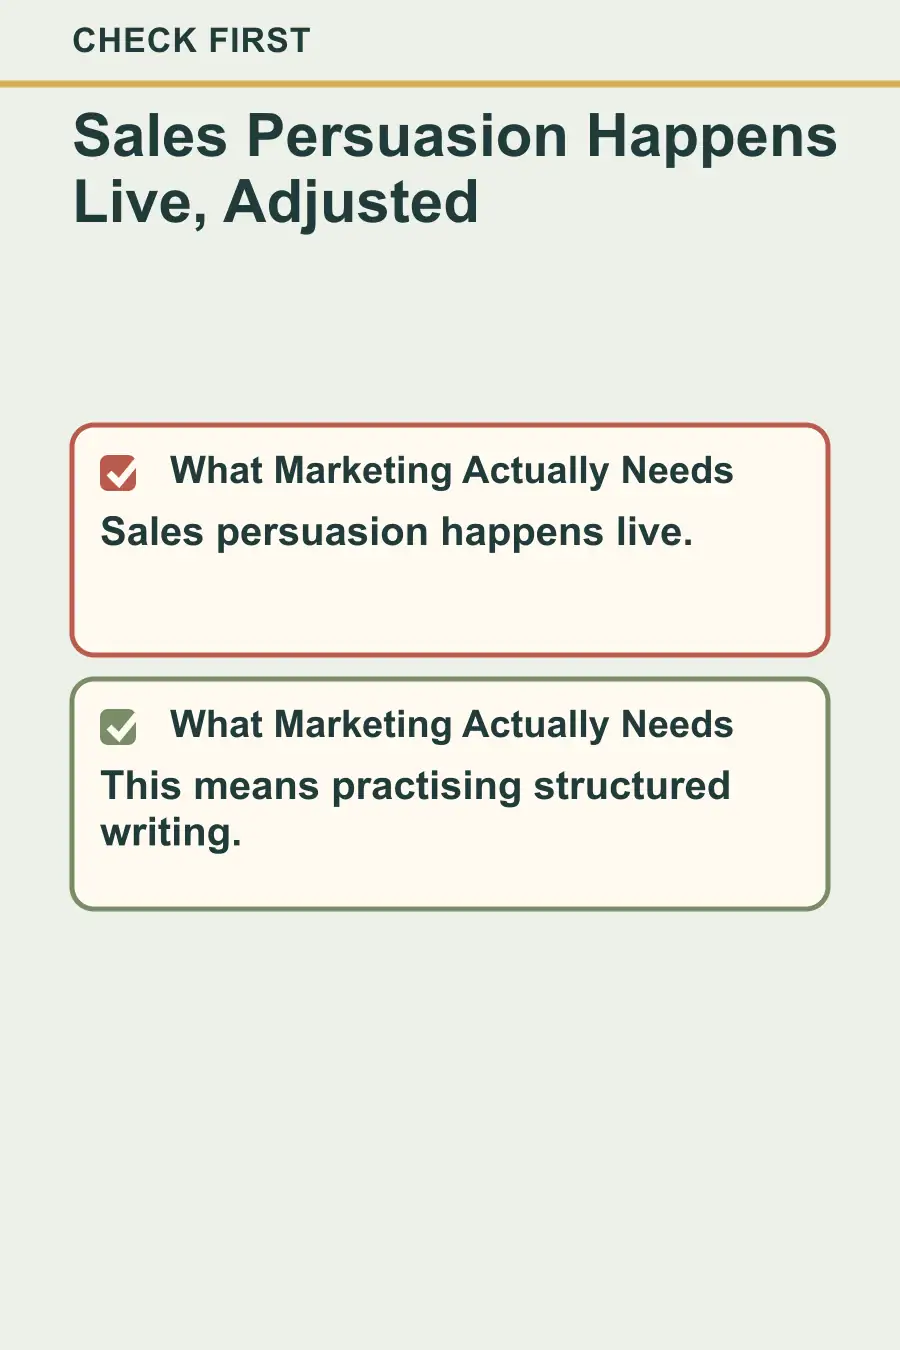 CHECK FIRST
Sales Persuasion Happens
Live, Adjusted
What Marketing Actually Needs
Sales persuasion happens live.
What Marketing Actually Needs
This means practising structured
writing.